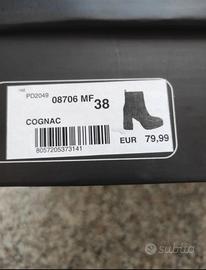 PD2049
08706 MF
38
COGNAC
EUR 79,99
8057205373141
subito